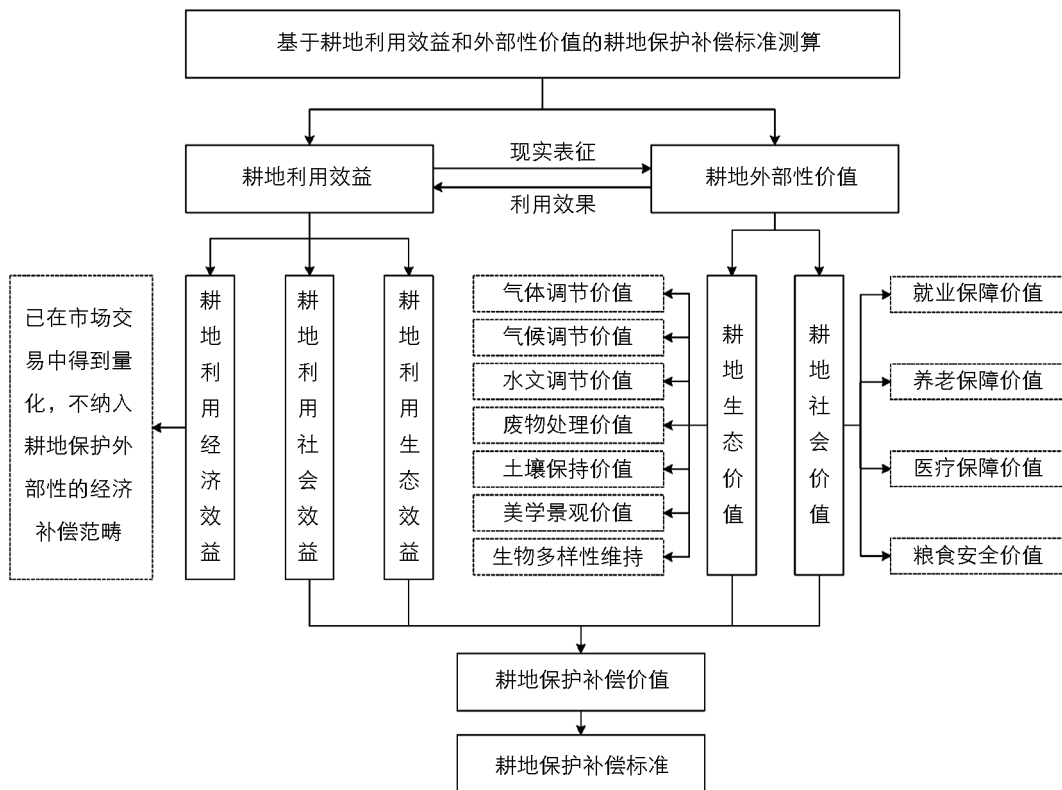 基于耕地利用效益和外部性价值的耕地保护补偿标准测算
现实表征
耕地利用效益
耕地外部性价值
利用效果
已在市场交
易中得到量
化，不纳入
耕地保护外
部性的经济
补偿范畴
耕地利用经济效益
耕地利用社会效益
耕地利用生态效益
气体调节价值
气候调节价值
水文调节价值
废物处理价值
土壤保持价值
美学景观价值
生物多样性维持
耕地生态价值
耕地社会价值
就业保障价值
养老保障价值
医疗保障价值
粮食安全价值
耕地保护补偿价值
耕地保护补偿标准